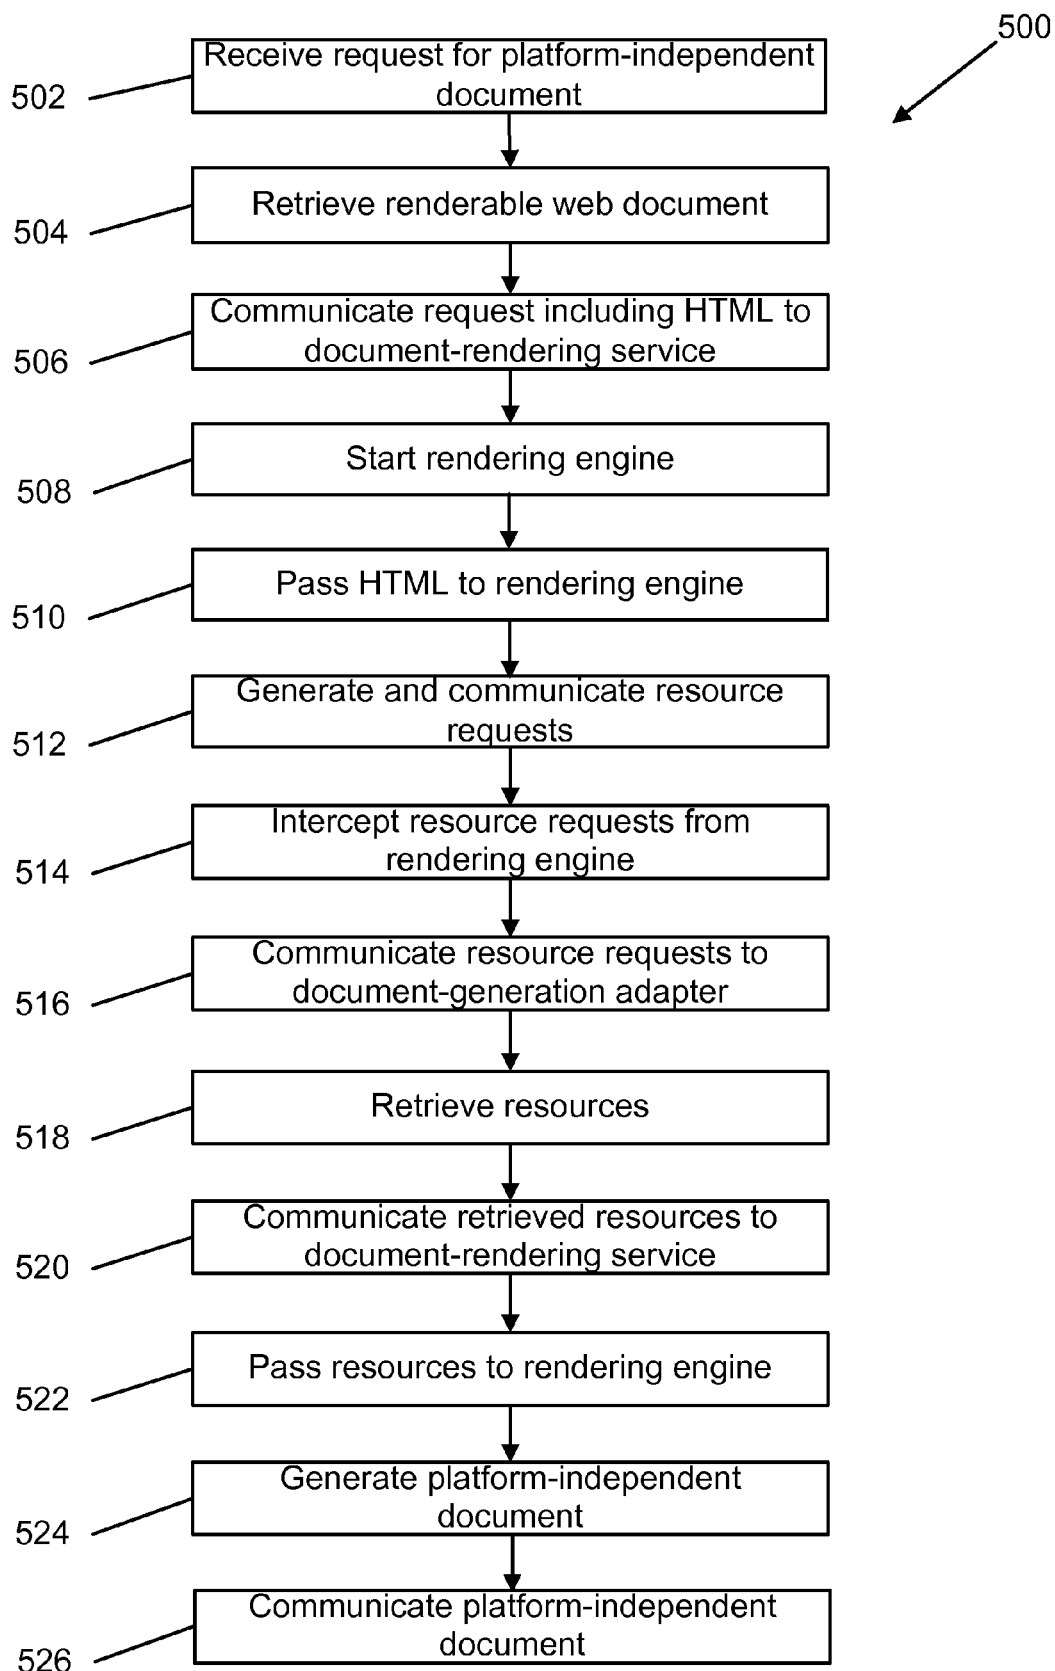 500
Receive request for platform-independent
document
502
Retrieve renderable web document
504
Communicate request including HTML to
document-rendering service
506
Start rendering engine
508
Pass HTML to rendering engine
510
Generate and communicate resource
requests
512
Intercept resource requests from
rendering engine
514
Communicate resource requests to
document-generation adapter
516
Retrieve resources
518
Communicate retrieved resources to
document-rendering service
520
Pass resources to rendering engine
522
Generate platform-independent
document
524
Communicate platform-independent
document
526